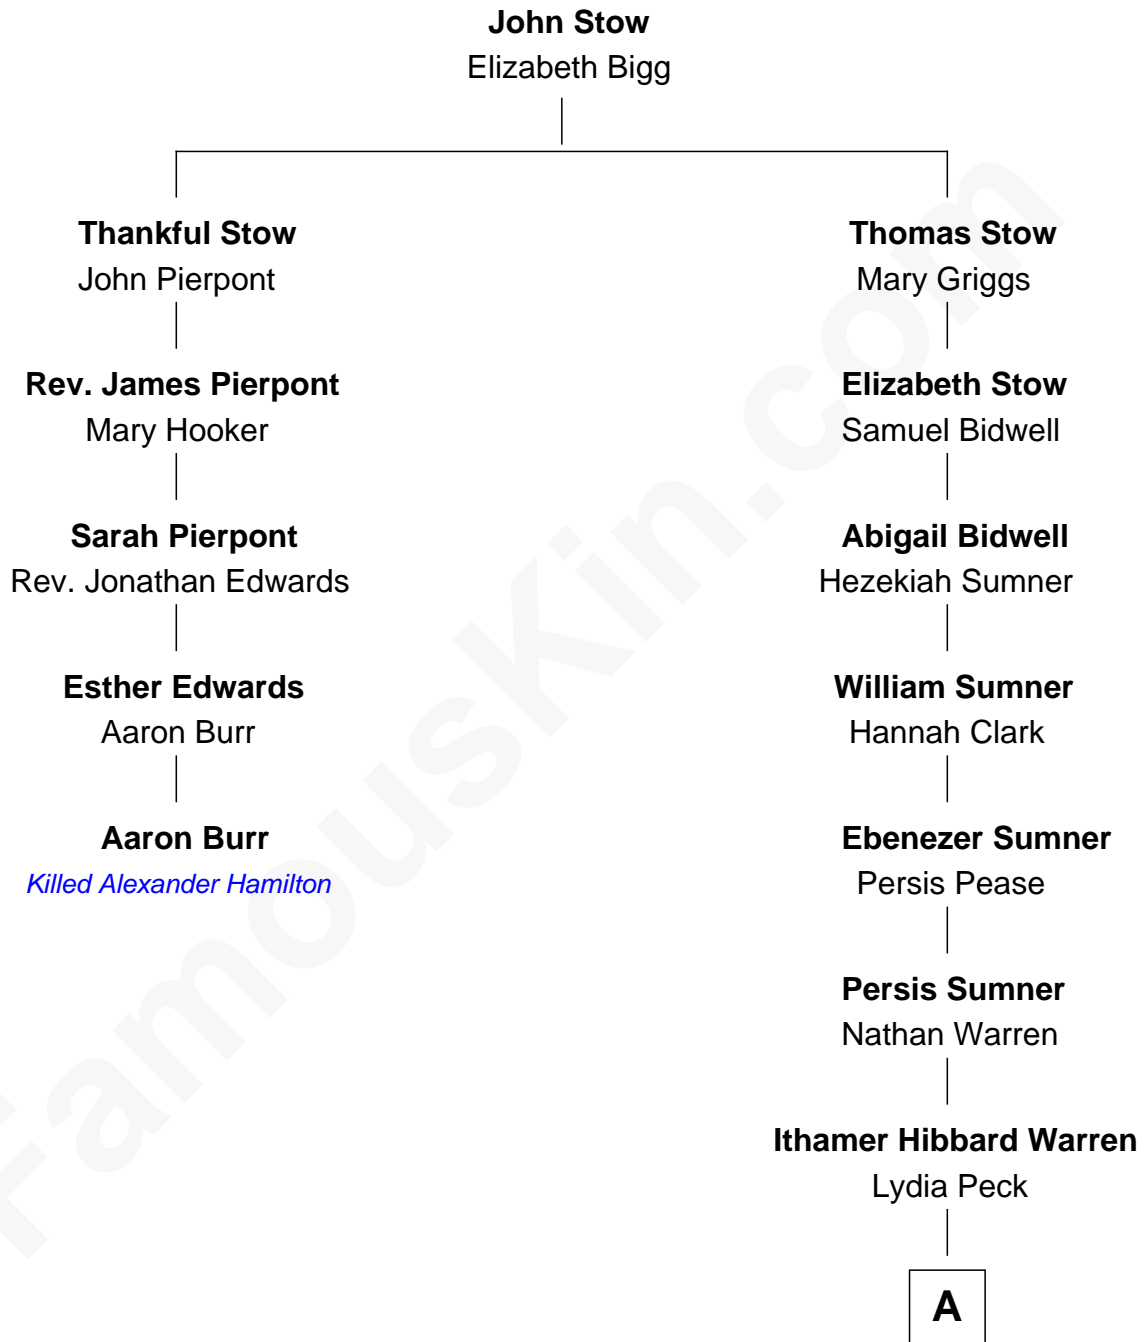 John Stow
Elizabeth Bigg
Thankful Stow
John Pierpont
Rev. James Pierpont
Mary Hooker
Sarah Pierpont
Rev. Jonathan Edwards
Esther Edwards
Aaron Burr
Aaron Burr
Killed Alexander Hamilton
Thomas Stow
Mary Griggs
Elizabeth Stow
Samuel Bidwell
Abigail Bidwell
Hezekiah Sumner
William Sumner
Hannah Clark
Ebenezer Sumner
Persis Pease
Persis Sumner
Nathan Warren
Ithamer Hibbard Warren
Lydia Peck
A
FamousKin.com